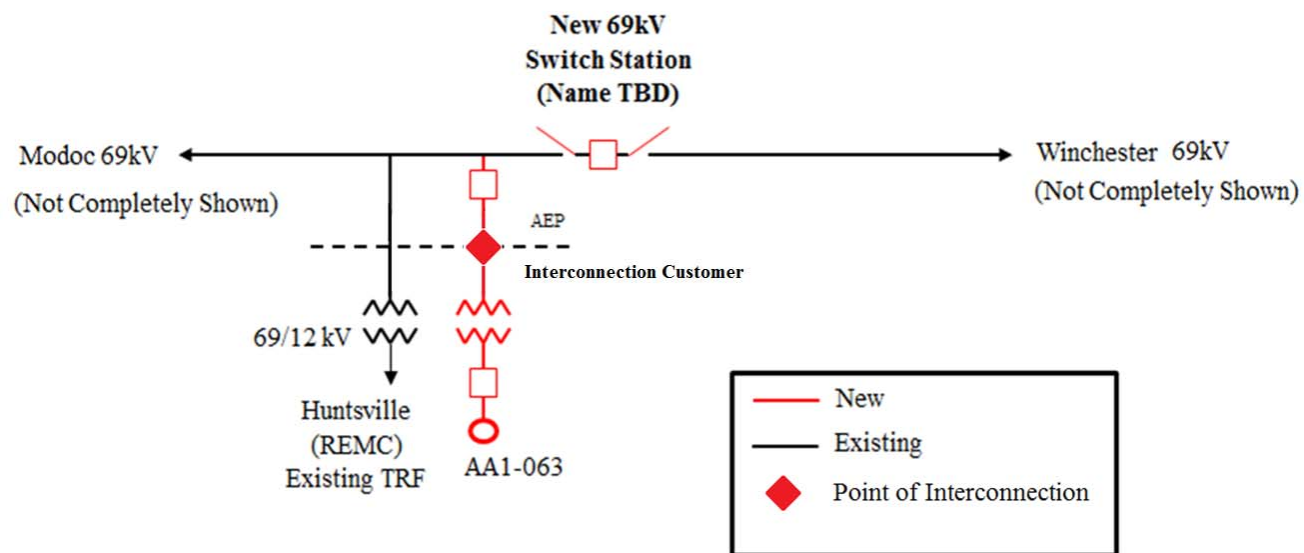 New 69kV
Switch Station
(Name TBD)
Modoc 69kV
(Not Completely Shown)
Winchester 69kV
(Not Completely Shown)
AEP
Interconnection Customer
69/12 kV
Huntsville
(REMC)
Existing TRF
AA1-063
New
Existing
Point of Interconnection